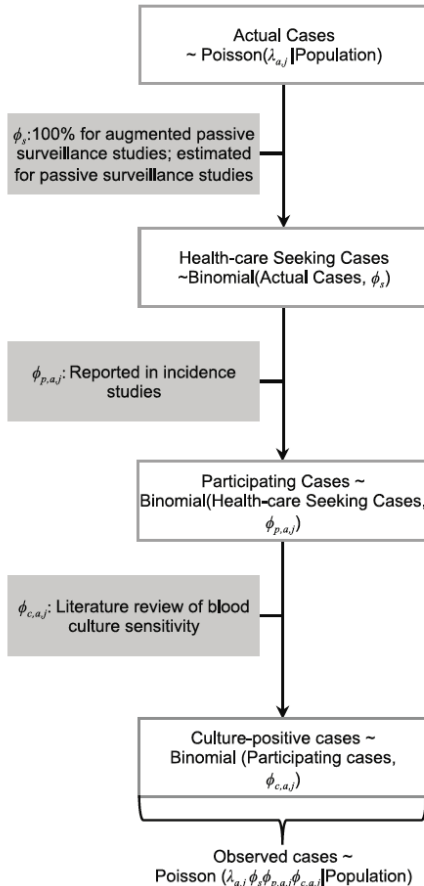 Actual Cases
~ Poisson(λa,j |Population)
ϕs:100% for augmented passive
surveillance studies; estimated
for passive surveillance studies
Health-care Seeking Cases
~Binomial(Actual Cases, ϕs)
ϕp,a,j: Reported in incidence
studies
Participating Cases ~
Binomial(Health-care Seeking Cases,
ϕp,a,j)
ϕc,a,j: Literature review of blood
culture sensitivity
Culture-positive cases ~
Binomial (Participating cases,
ϕc,a,j)
Observed cases ~
Poisson (λa,j ϕsϕp,a,jϕc,a,j|Population)